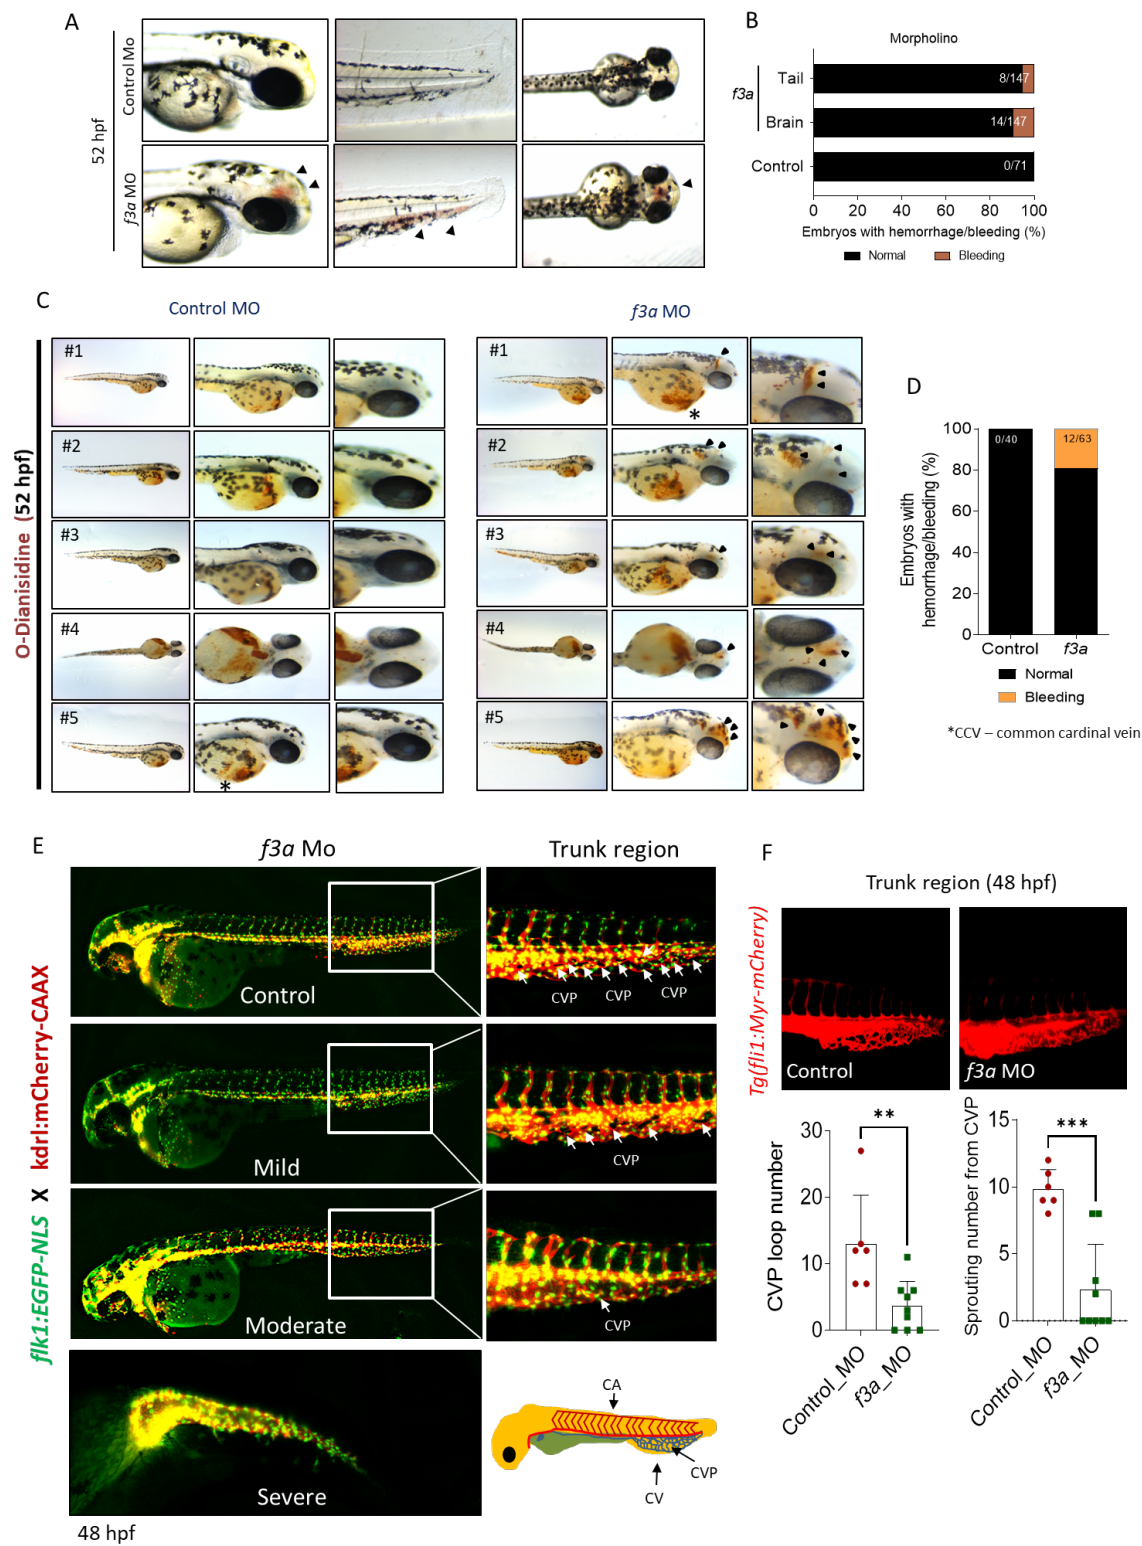 A
52 hpf
Control Mo
f3a MO
B
Morpholino
f3a
Tail
Brain
Control
8/147
14/147
0/71
0 20 40 60 80 100
Embryos with hemorrhage/bleeding (%)
Normal Bleeding
C
Control MO
f3a MO
O-Dianisidine (52 hpf)
#1
#2
#3
#4
#5
*
#1
*
#2
#3
#4
#5
D
Embryos with
hemorrhage/bleeding (%)
100
80
60
40
20
0
0/40
12/63
Control f3a
Normal
Bleeding
*CCV – common cardinal vein
E
f3a Mo
Trunk region
flk1:EGFP-NLS X kdrl:mCherry-CAAX
Control
CVP CVP CVP
Mild
CVP
Moderate
CVP
Severe
48 hpf
CA
CVP
CV
F
Trunk region (48 hpf)
Tg(fli1:Myr-mCherry)
Control
f3a MO
CVP loop number
30
20
10
0
**
Control_MO
f3a_MO
Sprouting number from CVP
15
10
5
0
***
Control_MO
f3a_MO